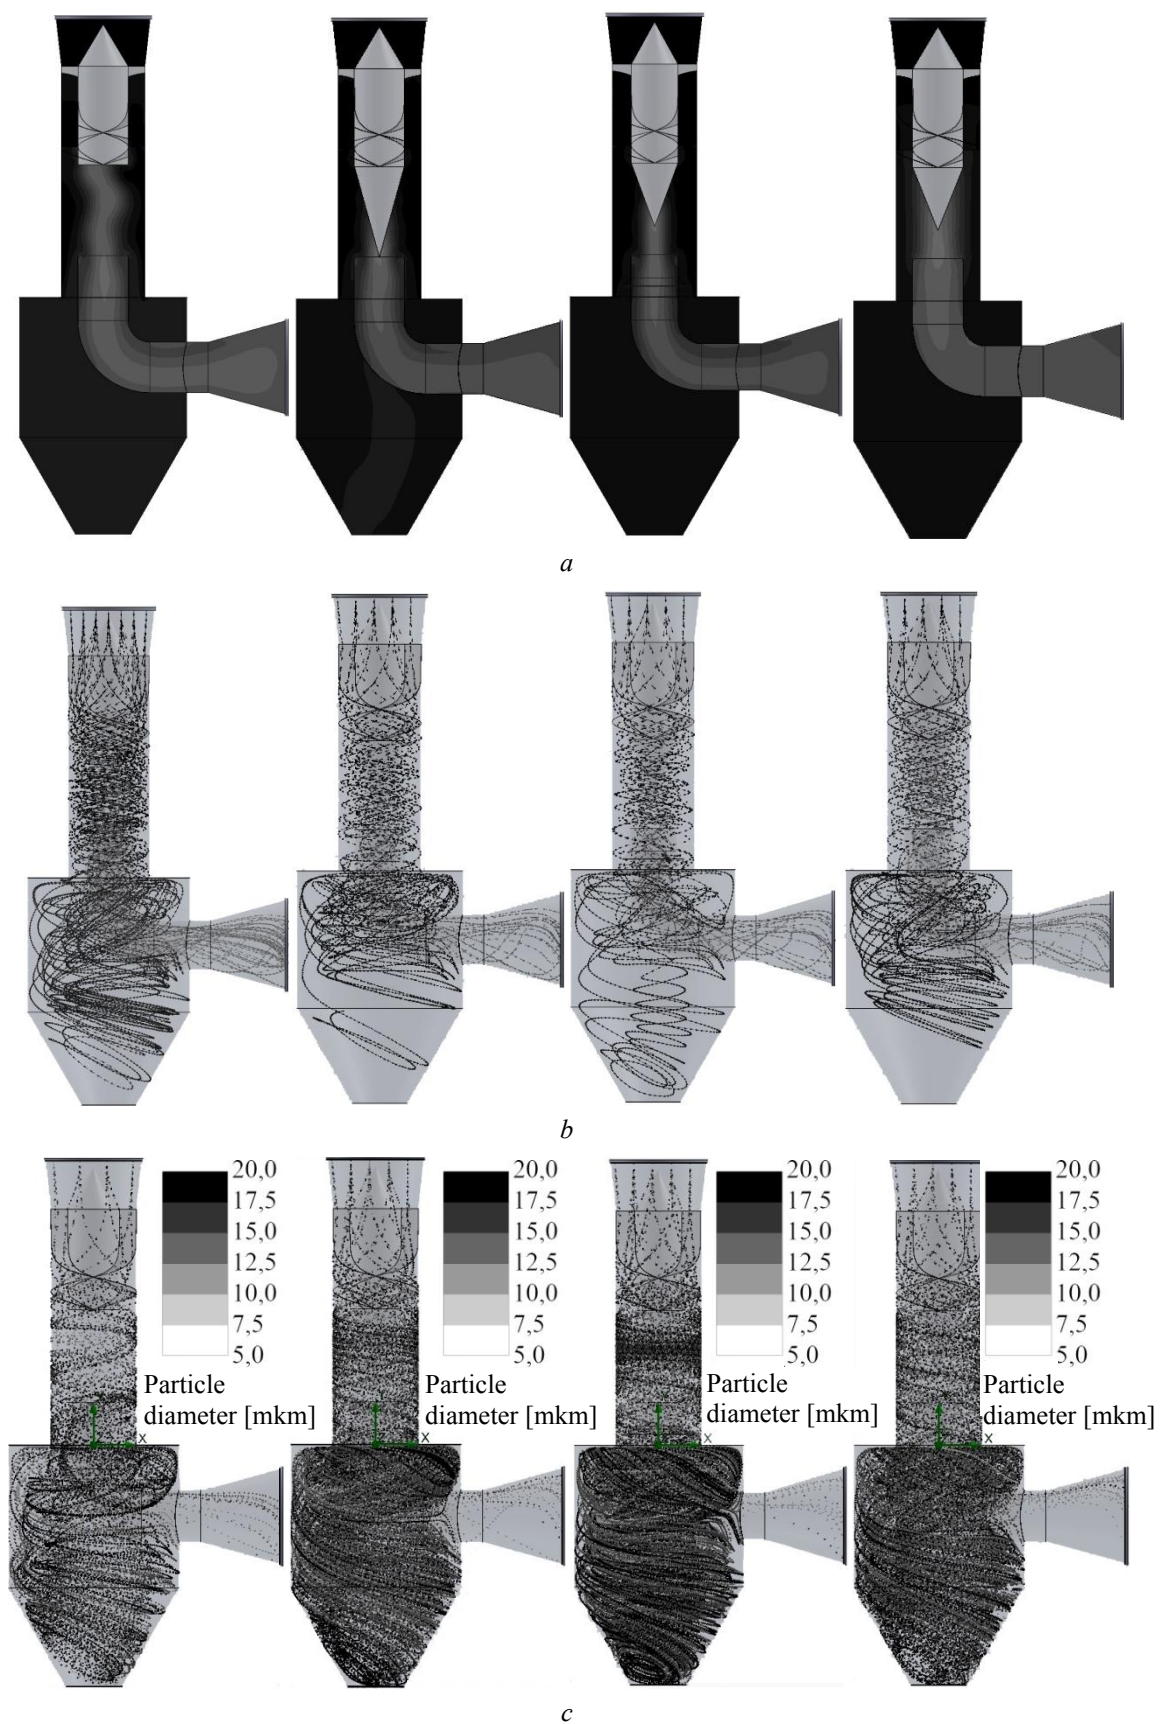 a
b
20,0 20,0 20,0 20,0
17,5 17,5 17,5 17,5
15,0 15,0 15,0 15,0
12,5 12,5 12,5 12,5
10,0 10,0 10,0 10,0
7,5 7,5 7,5 7,5
5,0 5,0 5,0 5,0
Particle Particle Particle Particle
diameter [mkm] diameter [mkm] diameter [mkm] diameter [mkm]
X X X X
c